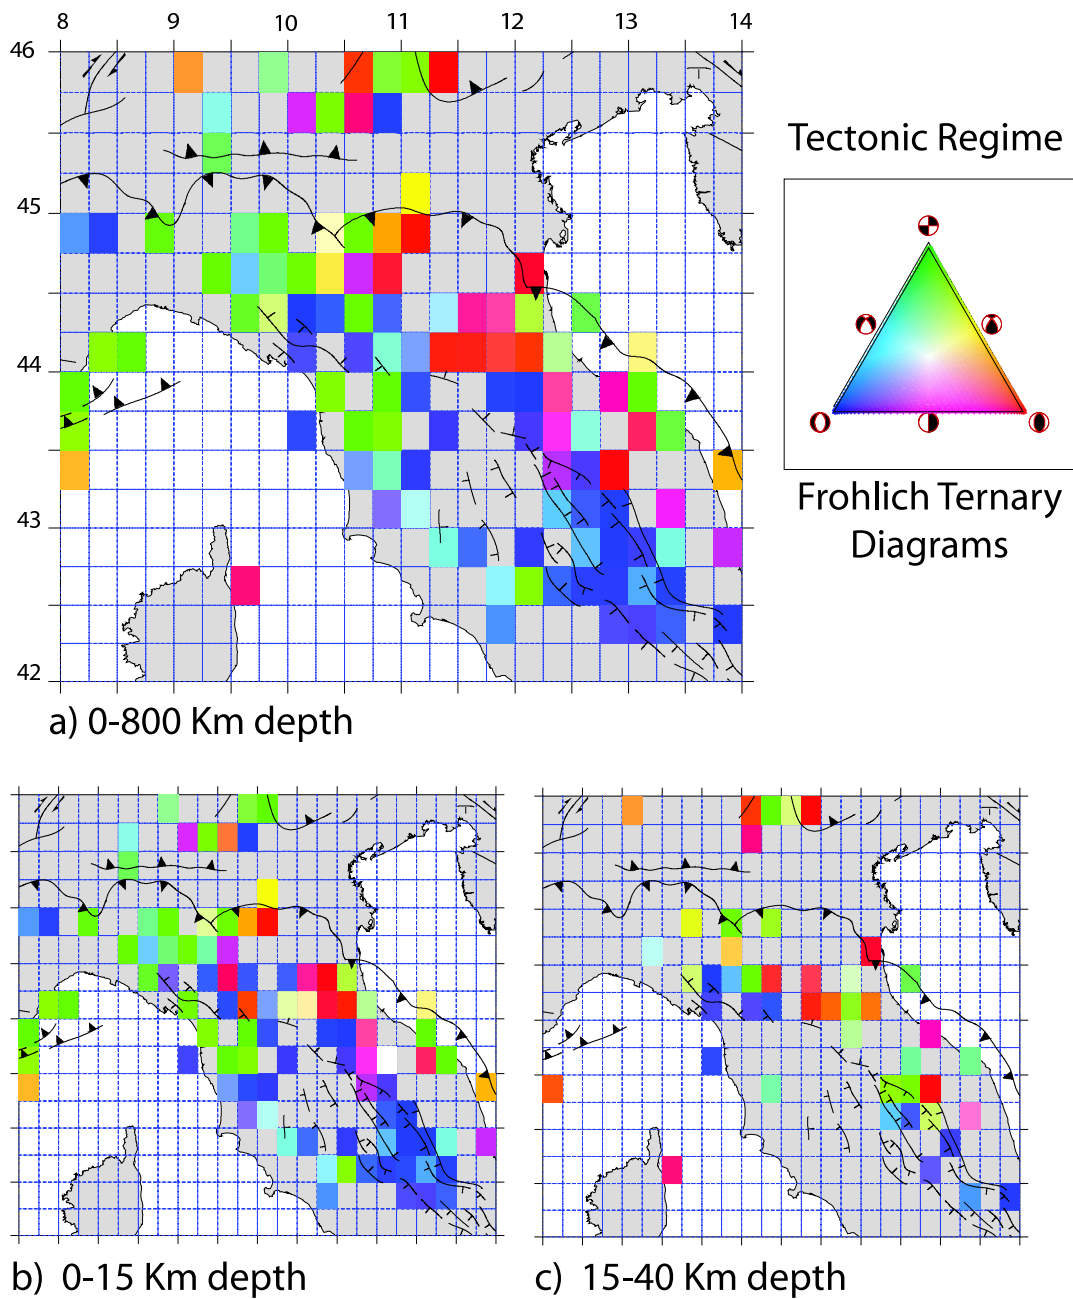 8 9 10 11 12 13 14
46
45
44
43
42
Tectonic Regime
Frohlich Ternary
Diagrams
a) 0-800 Km depth
b) 0-15 Km depth
c) 15-40 Km depth